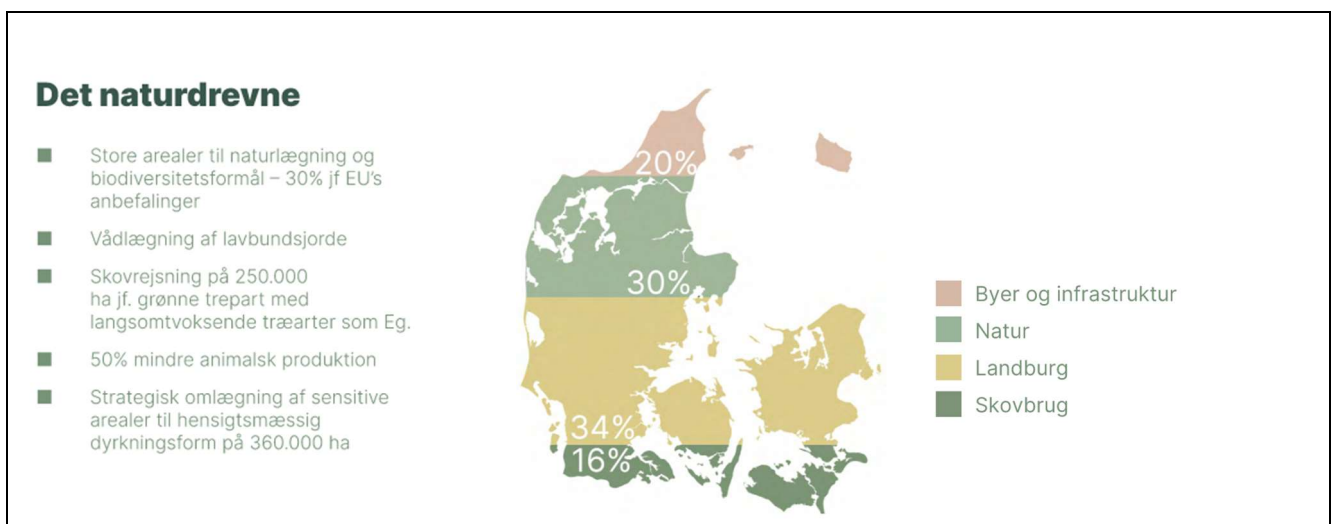 Det naturdrevne
Store arealer til naturlægning og
biodiversitetsformål – 30% jf EU's
anbefalinger
Vådlægning af lavbundsjorde
Skovrejsning på 250.000
ha jf. grønne trepart med
langsomtvoksende træarter som Eg.
50% mindre animalsk produktion
Strategisk omlægning af sensitive
arealer til hensigtsmæssig
dyrkningsform på 360.000 ha
20%
30%
34%
16%
Byer og infrastruktur
Natur
Landburg
Skovbrug